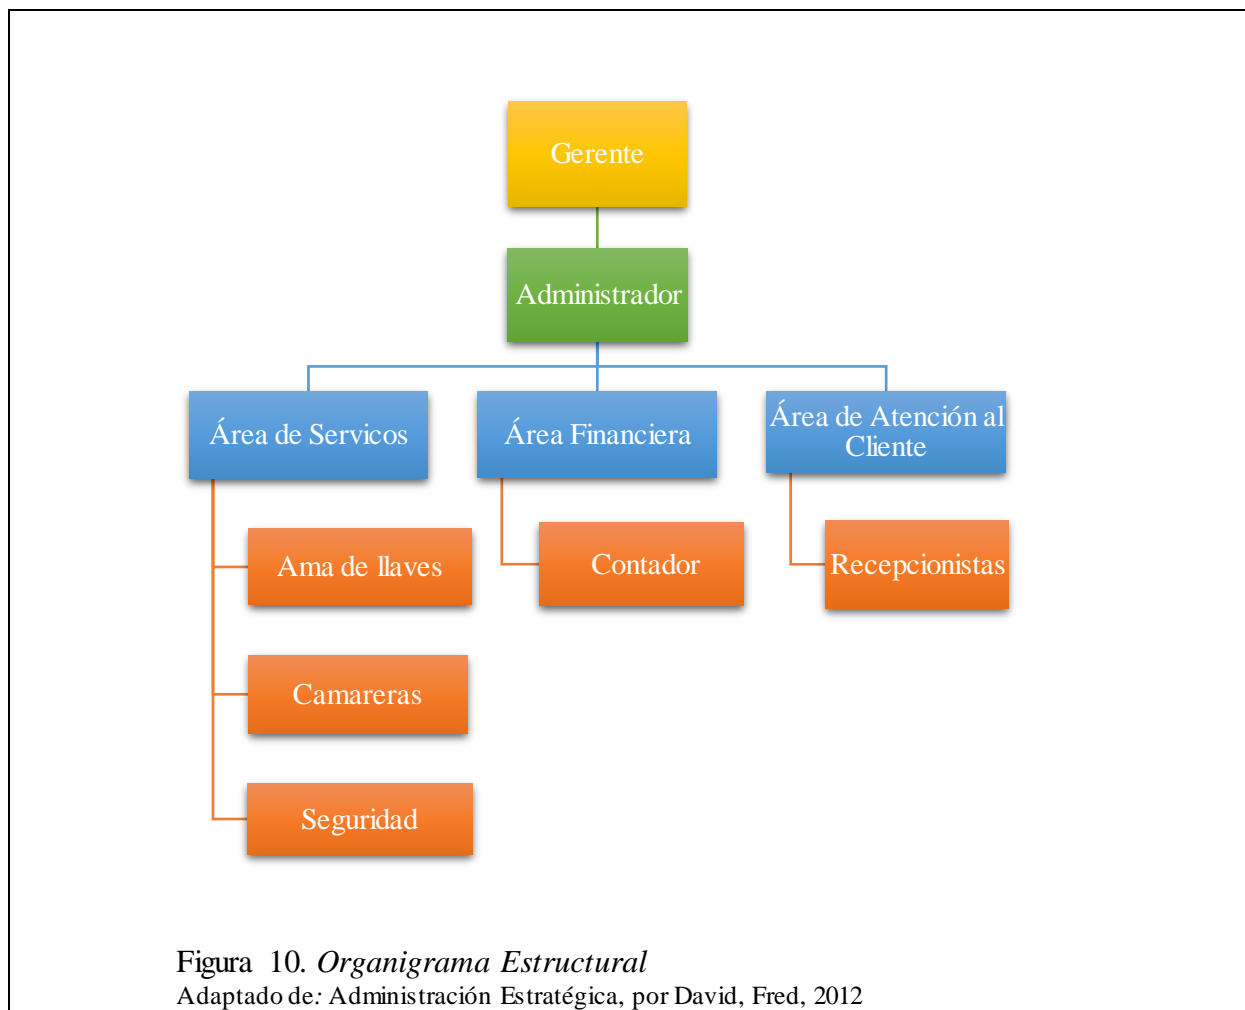 Gerente
Administrador
Área de Servicos
Área Financiera
Área de Atención al
Cliente
Ama de llaves
Contador
Recepcionistas
Camareras
Seguridad
Figura 10. Organigrama Estructural
Adaptado de: Administración Estratégica, por David, Fred, 2012